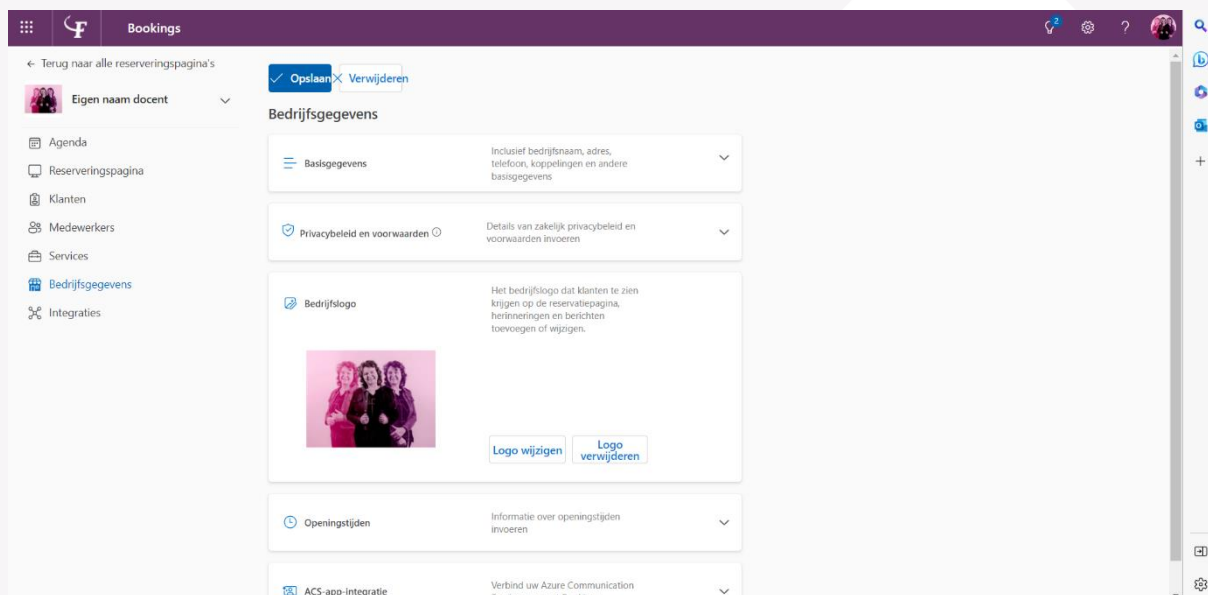 F
Bookings
2
?
← Terug naar alle reserveringspagina's
Eigen naam docent
Agenda
Reserveringspagina
Klanten
Medewerkers
Services
Bedrijfsgegevens
Integraties
Opslaan
Verwijderen
Bedrijfsgegevens
Basisgegevens
Inclusief bedrijfsnaam, adres,
telefoon, koppelingen en andere
basisgegevens
Privacybeleid en voorwaarden
Details van zakelijk privacybeleid en
voorwaarden invoeren
Bedrijfslogo
Het bedrijfslogo dat klanten te zien
krijgen op de reservatiepagina,
herinneringen en berichten
toevoegen of wijzigen.
Logo wijzigen
Logo
verwijderen
Openingstijden
Informatie over openingstijden
invoeren
ACS-app-integratie
Verbind uw Azure Communication